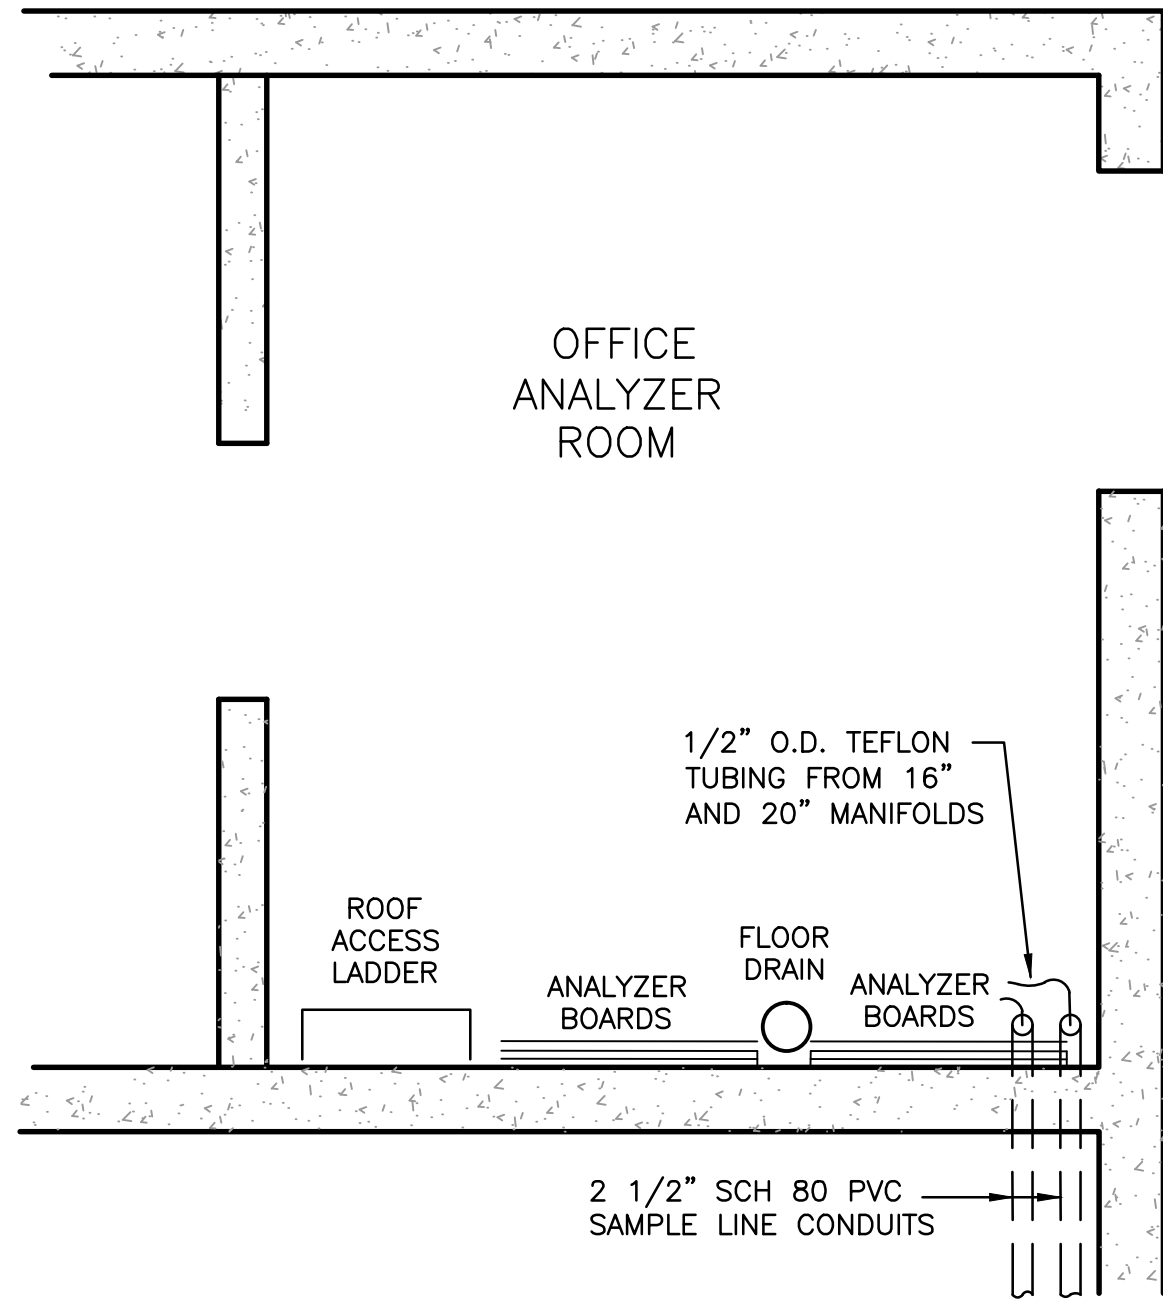 OFFICE
ANALYZER
ROOM
1/2” O.D. TEFLON
TUBING FROM 16”
AND 20” MANIFOLDS
ROOF
ACCESS
LADDER
ANALYZER
BOARDS
FLOOR
DRAIN
ANALYZER
BOARDS
2 1/2” SCH 80 PVC
SAMPLE LINE CONDUITS